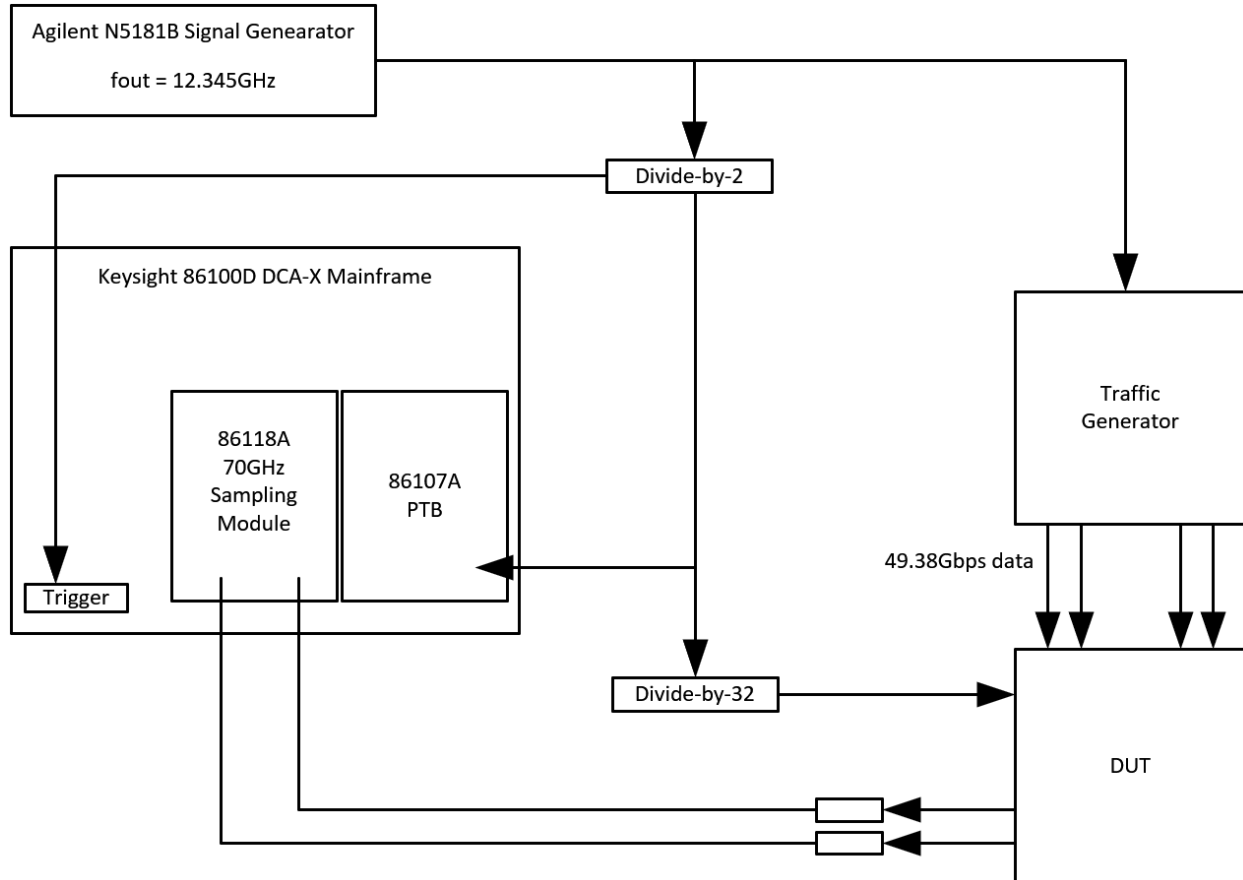 Agilent N5181B Signal Genearator
fout = 12.345GHz
Divide-by-2
Keysight 86100D DCA-X Mainframe
86118A
70GHz
Sampling
Module
86107A
PTB
Trigger
Traffic
Generator
49.38Gbps data
Divide-by-32
DUT